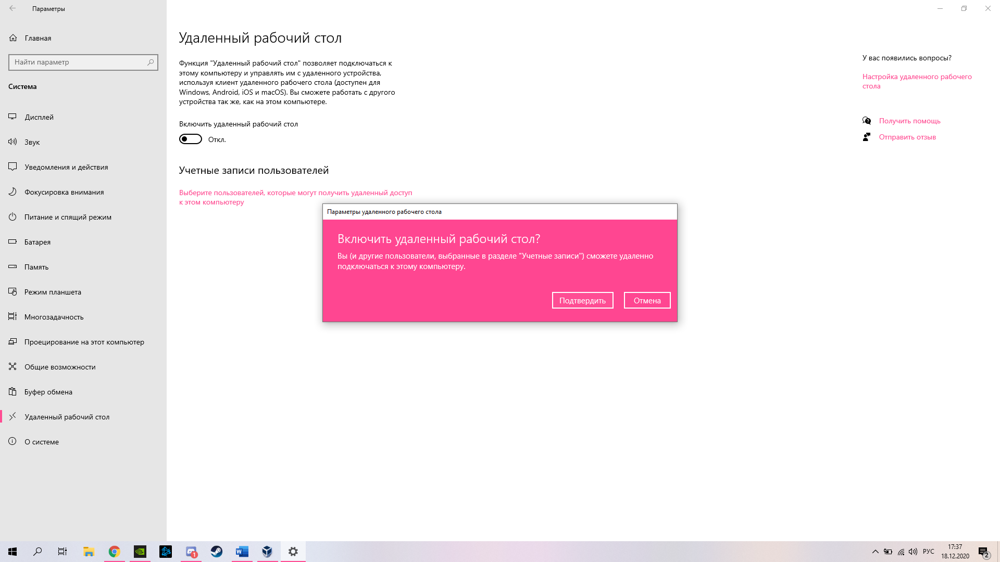 Параметры
Главная
Найти параметр
Система
Дисплей
Звук
Уведомления и действия
Фокусировка внимания
Питание и спящий режим
Батарея
Память
Режим планшета
Многозадачность
Проецирование на этот компьютер
Общие возможности
Буфер обмена
Удаленный рабочий стол
О системе
Удаленный рабочий стол
Функция "Удаленный рабочий стол" позволяет подключаться к
этому компьютеру и управлять им с удаленного устройства,
используя клиент удаленного рабочего стола (доступен для
Windows, Android, iOS и macOS). Вы сможете работать с другого
устройства так же, как на этом компьютере.
Включить удаленный рабочий стол
Откл.
Учетные записи пользователей
Выберите пользователей, которые могут получить удаленный доступ
к этом компьютеру
Параметры удаленного рабочего стола
Включить удаленный рабочий стол?
Вы (и другие пользователи, выбранные в разделе "Учетные записи") сможете удаленно
подключаться к этому компьютеру.
Подтвердить
Отмена
У вас появились вопросы?
Настройка удаленного рабочего
стола
Получить помощь
Отправить отзыв
1
W
РУС
17:37
18.12.2020
2